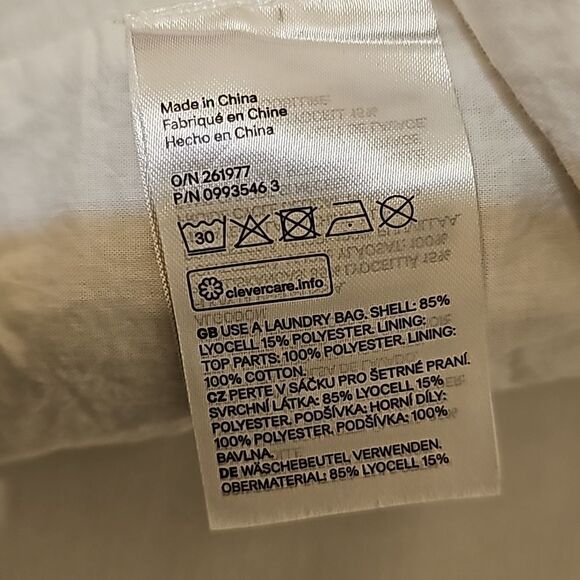 Made in China
Fabriqué en Chine
Hecho en China
O/N 261977
P/N 0993546 3
30
clevercare.info
GB USE A LAUNDRY BAG. SHELL: 85%
LYOCELL 15% POLYESTER. LINING:
TOP PARTS: 100% POLYESTER. LINING:
100% COTTON.
CZ PERTE V SÁČKU PRO ŠETRNÉ PRANÍ.
SVRCHNÍ LÁTKA: 85% LYOCELL 15%
POLYESTER. PODŠÍVKA: HORNÍ DÍLY:
100% POLYESTER. PODŠÍVKA: 100%
BAVLNA.
DE WÄSCHEBEUTEL VERWENDEN.
OBERMATERIAL: 85% LYOCELL 15%